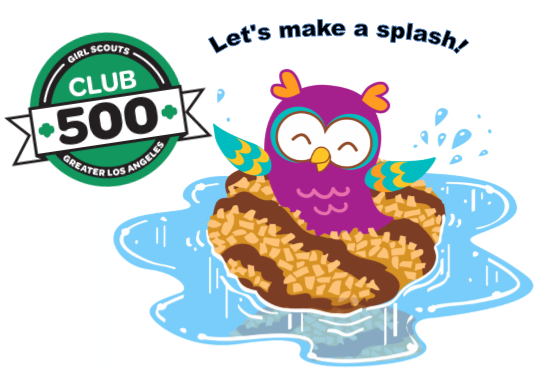 Let's make a splash!
GIRL SCOUTS
CLUB
500
GREATER LOS ANGELES